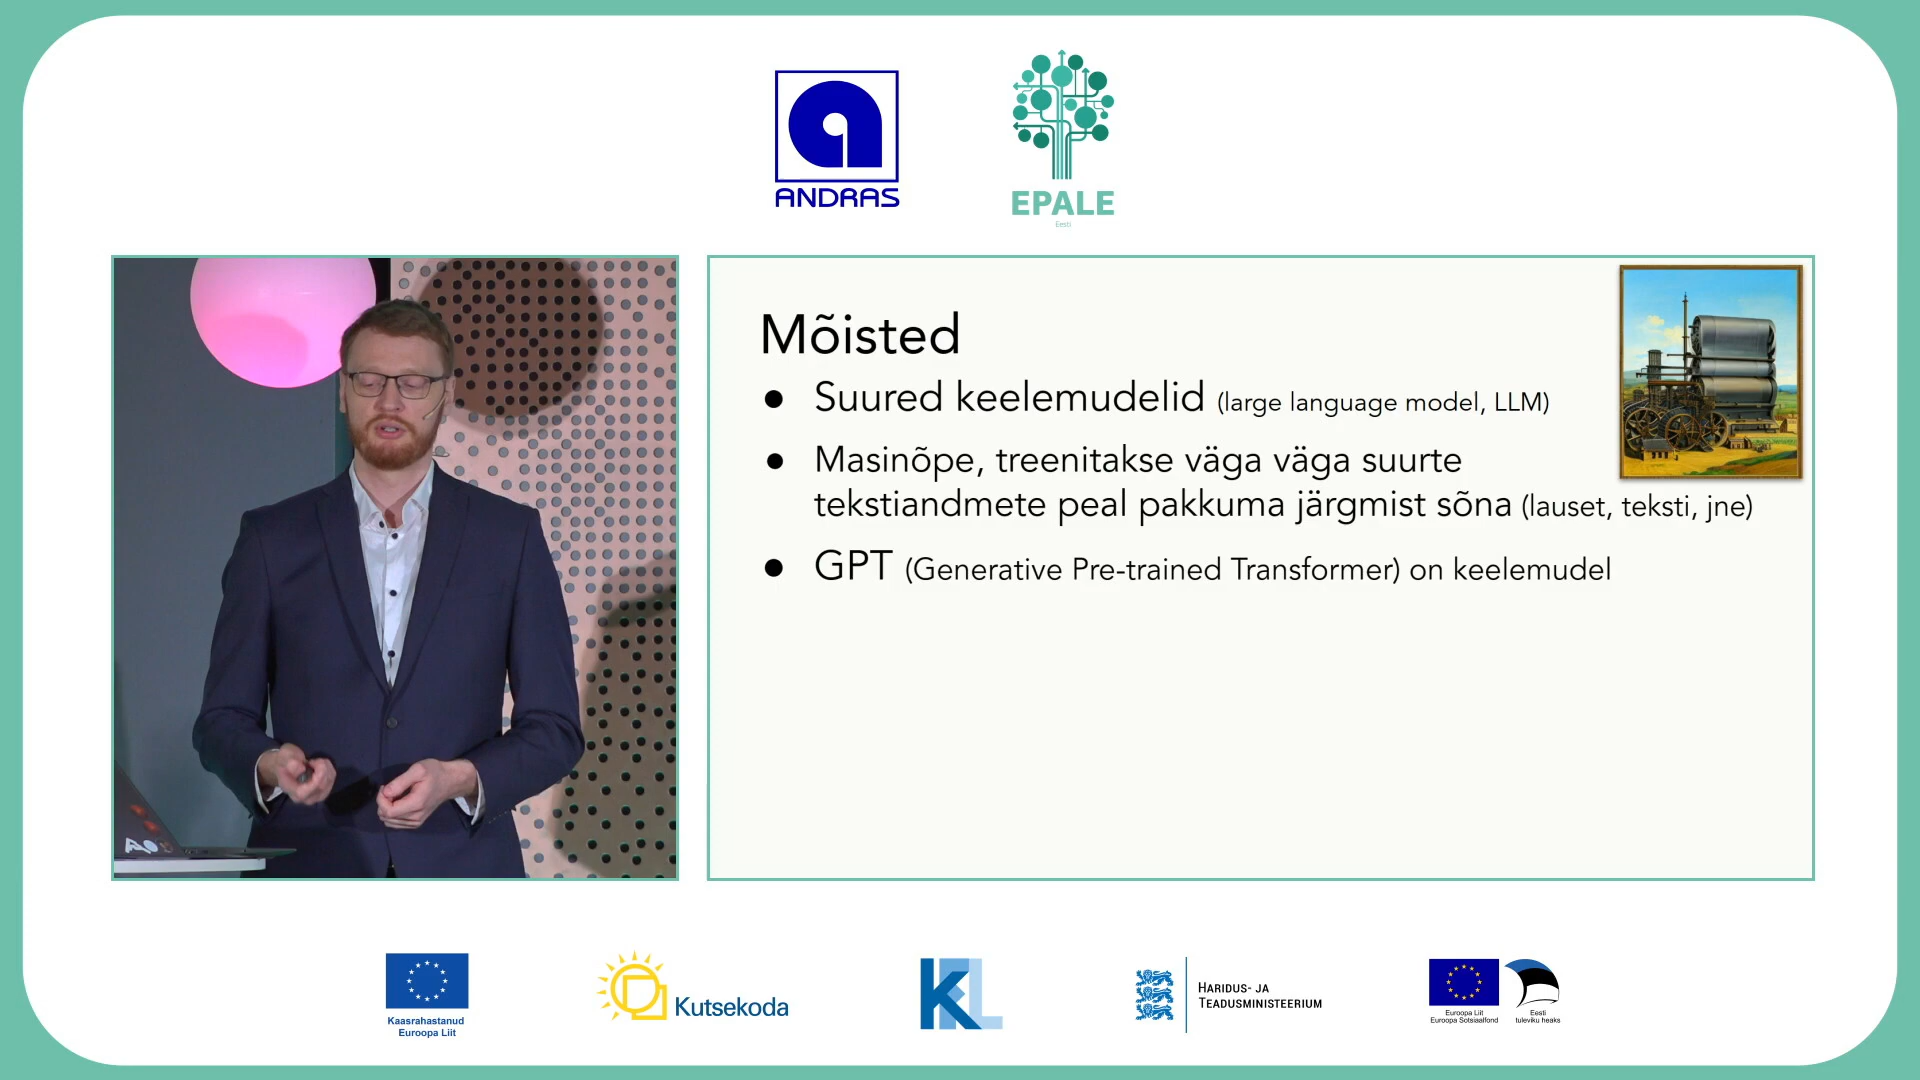 ANDRAS
EPALE
Eesti
Mõisted
Suured keelemudelid (large language model, LLM)
Masinõpe, treenitakse väga väga suurte
tekstiandmete peal pakkuma järgmist sõna (lauset, teksti, jne)
GPT (Generative Pre-trained Transformer) on keelemudel
Kaasrahastanud
Euroopa Liit
Kutsekoda
KEL
HARIDUS- JA
TEADUSMINISTEERIUM
Euroopa Liit
Euroopa Sotsiaalfond
Eesti
tuleviku heaks